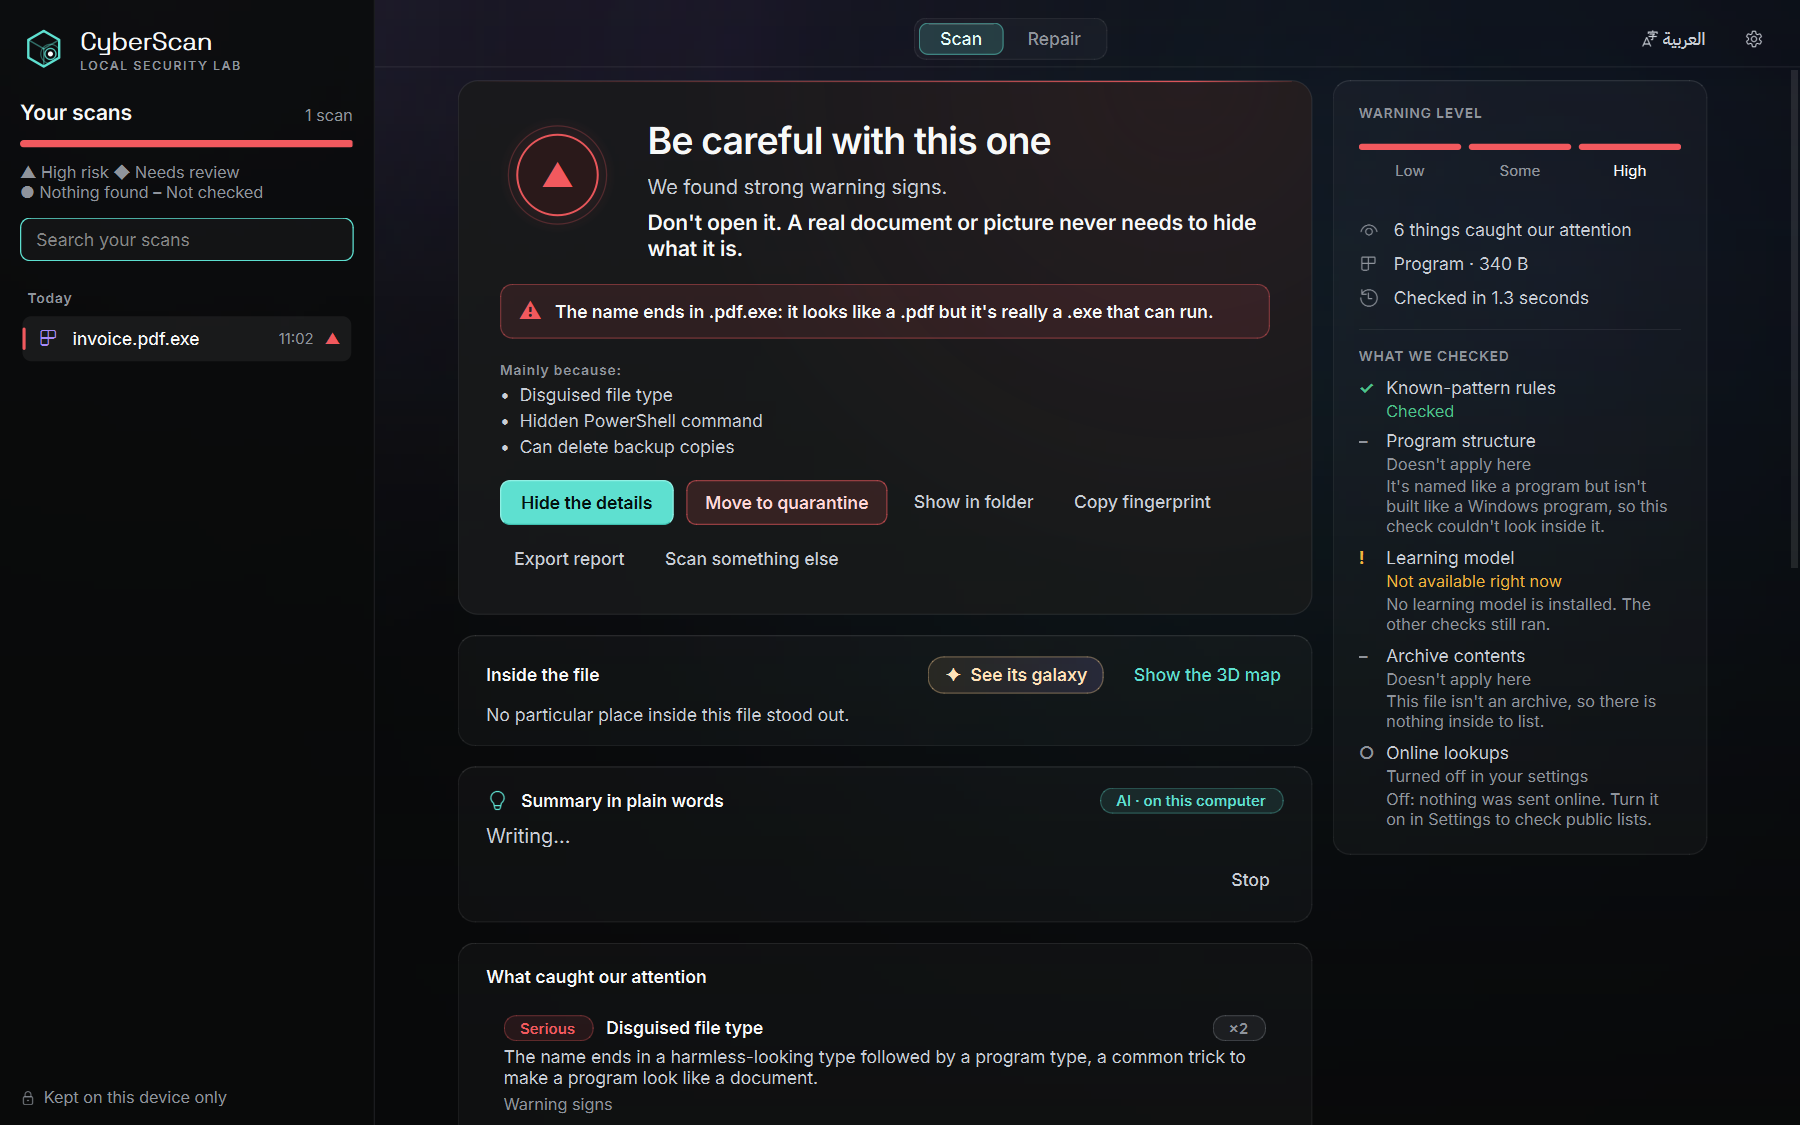 CyberScan
LOCAL SECURITY LAB
Your scans
1 scan
▲ High risk ◆ Needs review
● Nothing found – Not checked
Search your scans
Today
invoice.pdf.exe
11:02
Kept on this device only
Scan
Repair
العربية
Be careful with this one
We found strong warning signs.
Don't open it. A real document or picture never needs to hide
what it is.
The name ends in .pdf.exe: it looks like a .pdf but it's really a .exe that can run.
Mainly because:
• Disguised file type
• Hidden PowerShell command
• Can delete backup copies
Hide the details
Move to quarantine
Show in folder
Copy fingerprint
Export report
Scan something else
Inside the file
See its galaxy
Show the 3D map
No particular place inside this file stood out.
Summary in plain words
AI · on this computer
Writing...
Stop
What caught our attention
Serious
Disguised file type
×2
The name ends in a harmless-looking type followed by a program type, a common trick to
make a program look like a document.
Warning signs
WARNING LEVEL
Low
Some
High
6 things caught our attention
Program · 340 B
Checked in 1.3 seconds
WHAT WE CHECKED
Known-pattern rules
Checked
– Program structure
Doesn't apply here
It's named like a program but isn't
built like a Windows program, so this
check couldn't look inside it.
! Learning model
Not available right now
No learning model is installed. The
other checks still ran.
– Archive contents
Doesn't apply here
This file isn't an archive, so there is
nothing inside to list.
Online lookups
Turned off in your settings
Off: nothing was sent online. Turn it
on in Settings to check public lists.